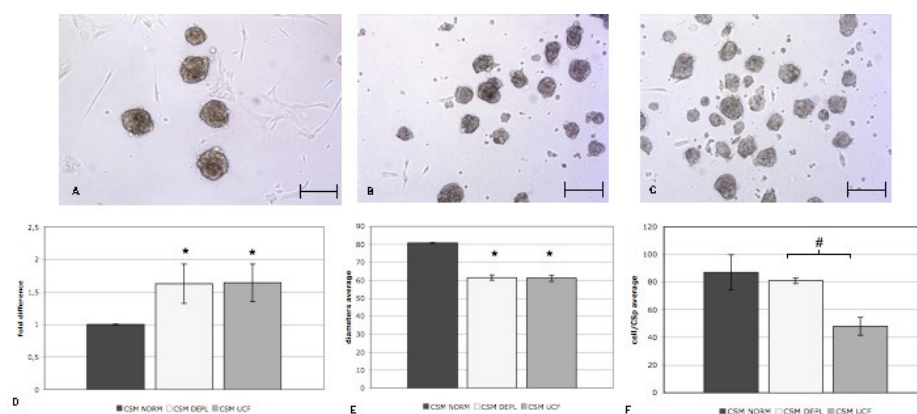 A
B
C
2,5
2
1,5
1
0,5
0
fold difference
*
*
D
CSM NORM CSM DEPL CSM UCF
90
80
70
60
50
40
30
20
10
0
diameters average
*
*
E
CSM NORM CSM DEPL CSM UCF
120
100
80
60
40
20
0
cell/CSp average
#
F
CSM NORM CSM DEPL CSM UCF